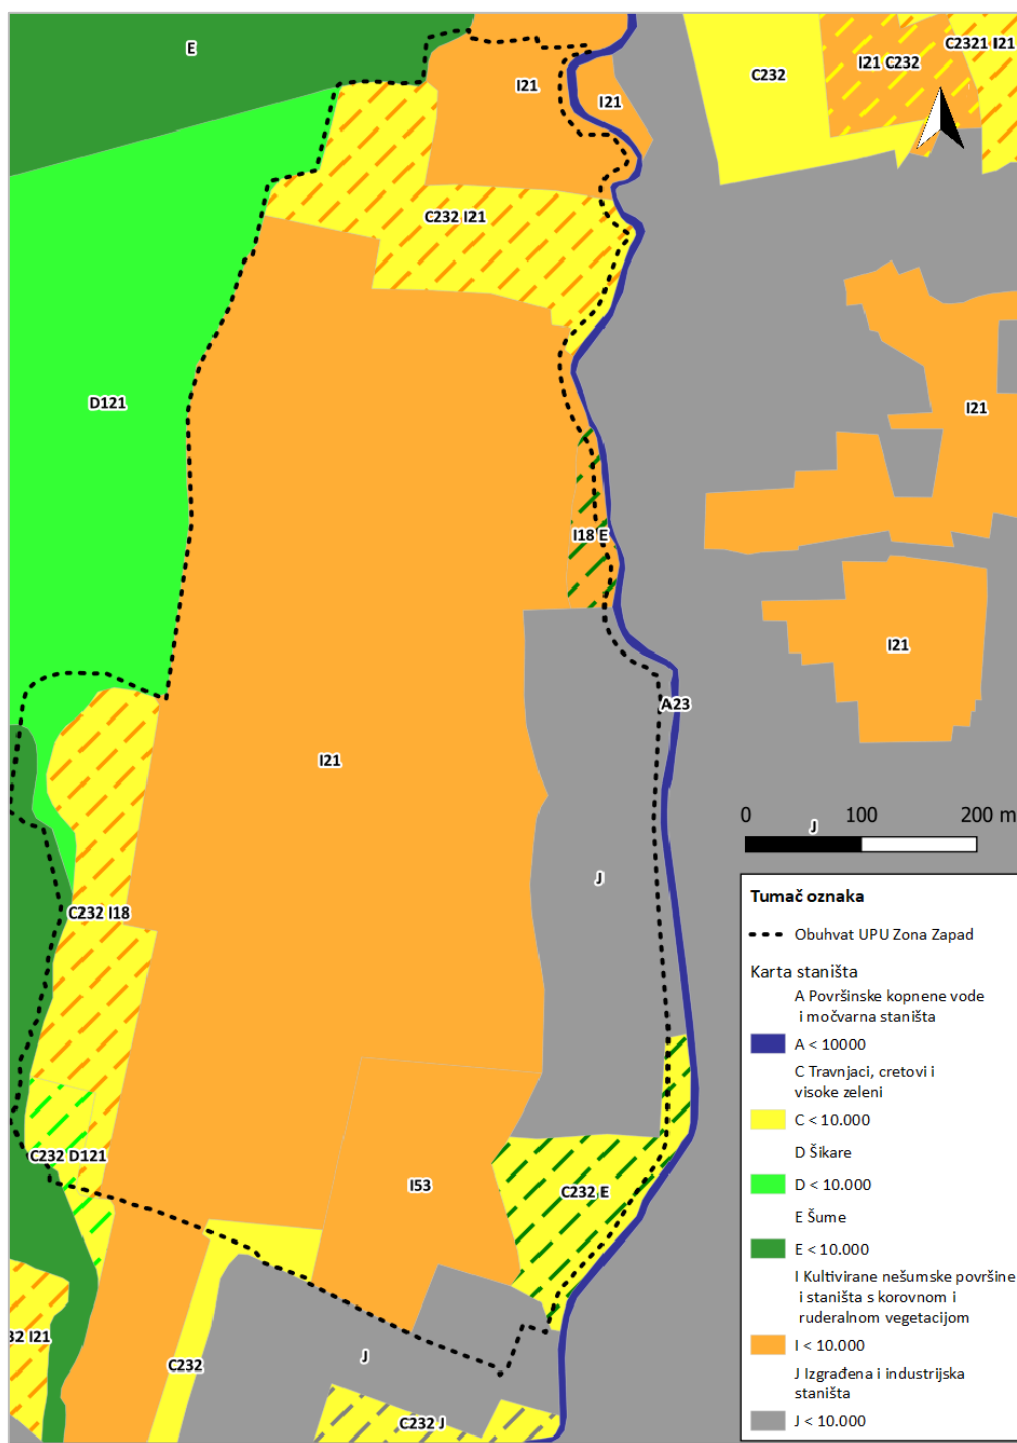 E
I21
I21
C232
I21 C232
C2321 I21
C232 I21
D121
I21
I18 E
I21
A23
I21
J
0 100 200 m
J
C232 I18
C232 D121
I53
C232 E
32 I21
C232
J
C232 J
Tumač oznaka
Obuhvat UPU Zona Zapad
Karta staništa
A Površinske kopnene vode
i močvarna staništa
A < 10000
C Travnjaci, cretovi i
visoke zeleni
C < 10.000
D Šikare
D < 10.000
E Šume
E < 10.000
I Kultivirane nešumske površine
i staništa s korovnom i
ruderalnom vegetacijom
I < 10.000
J Izgrađena i industrijska
staništa
J < 10.000